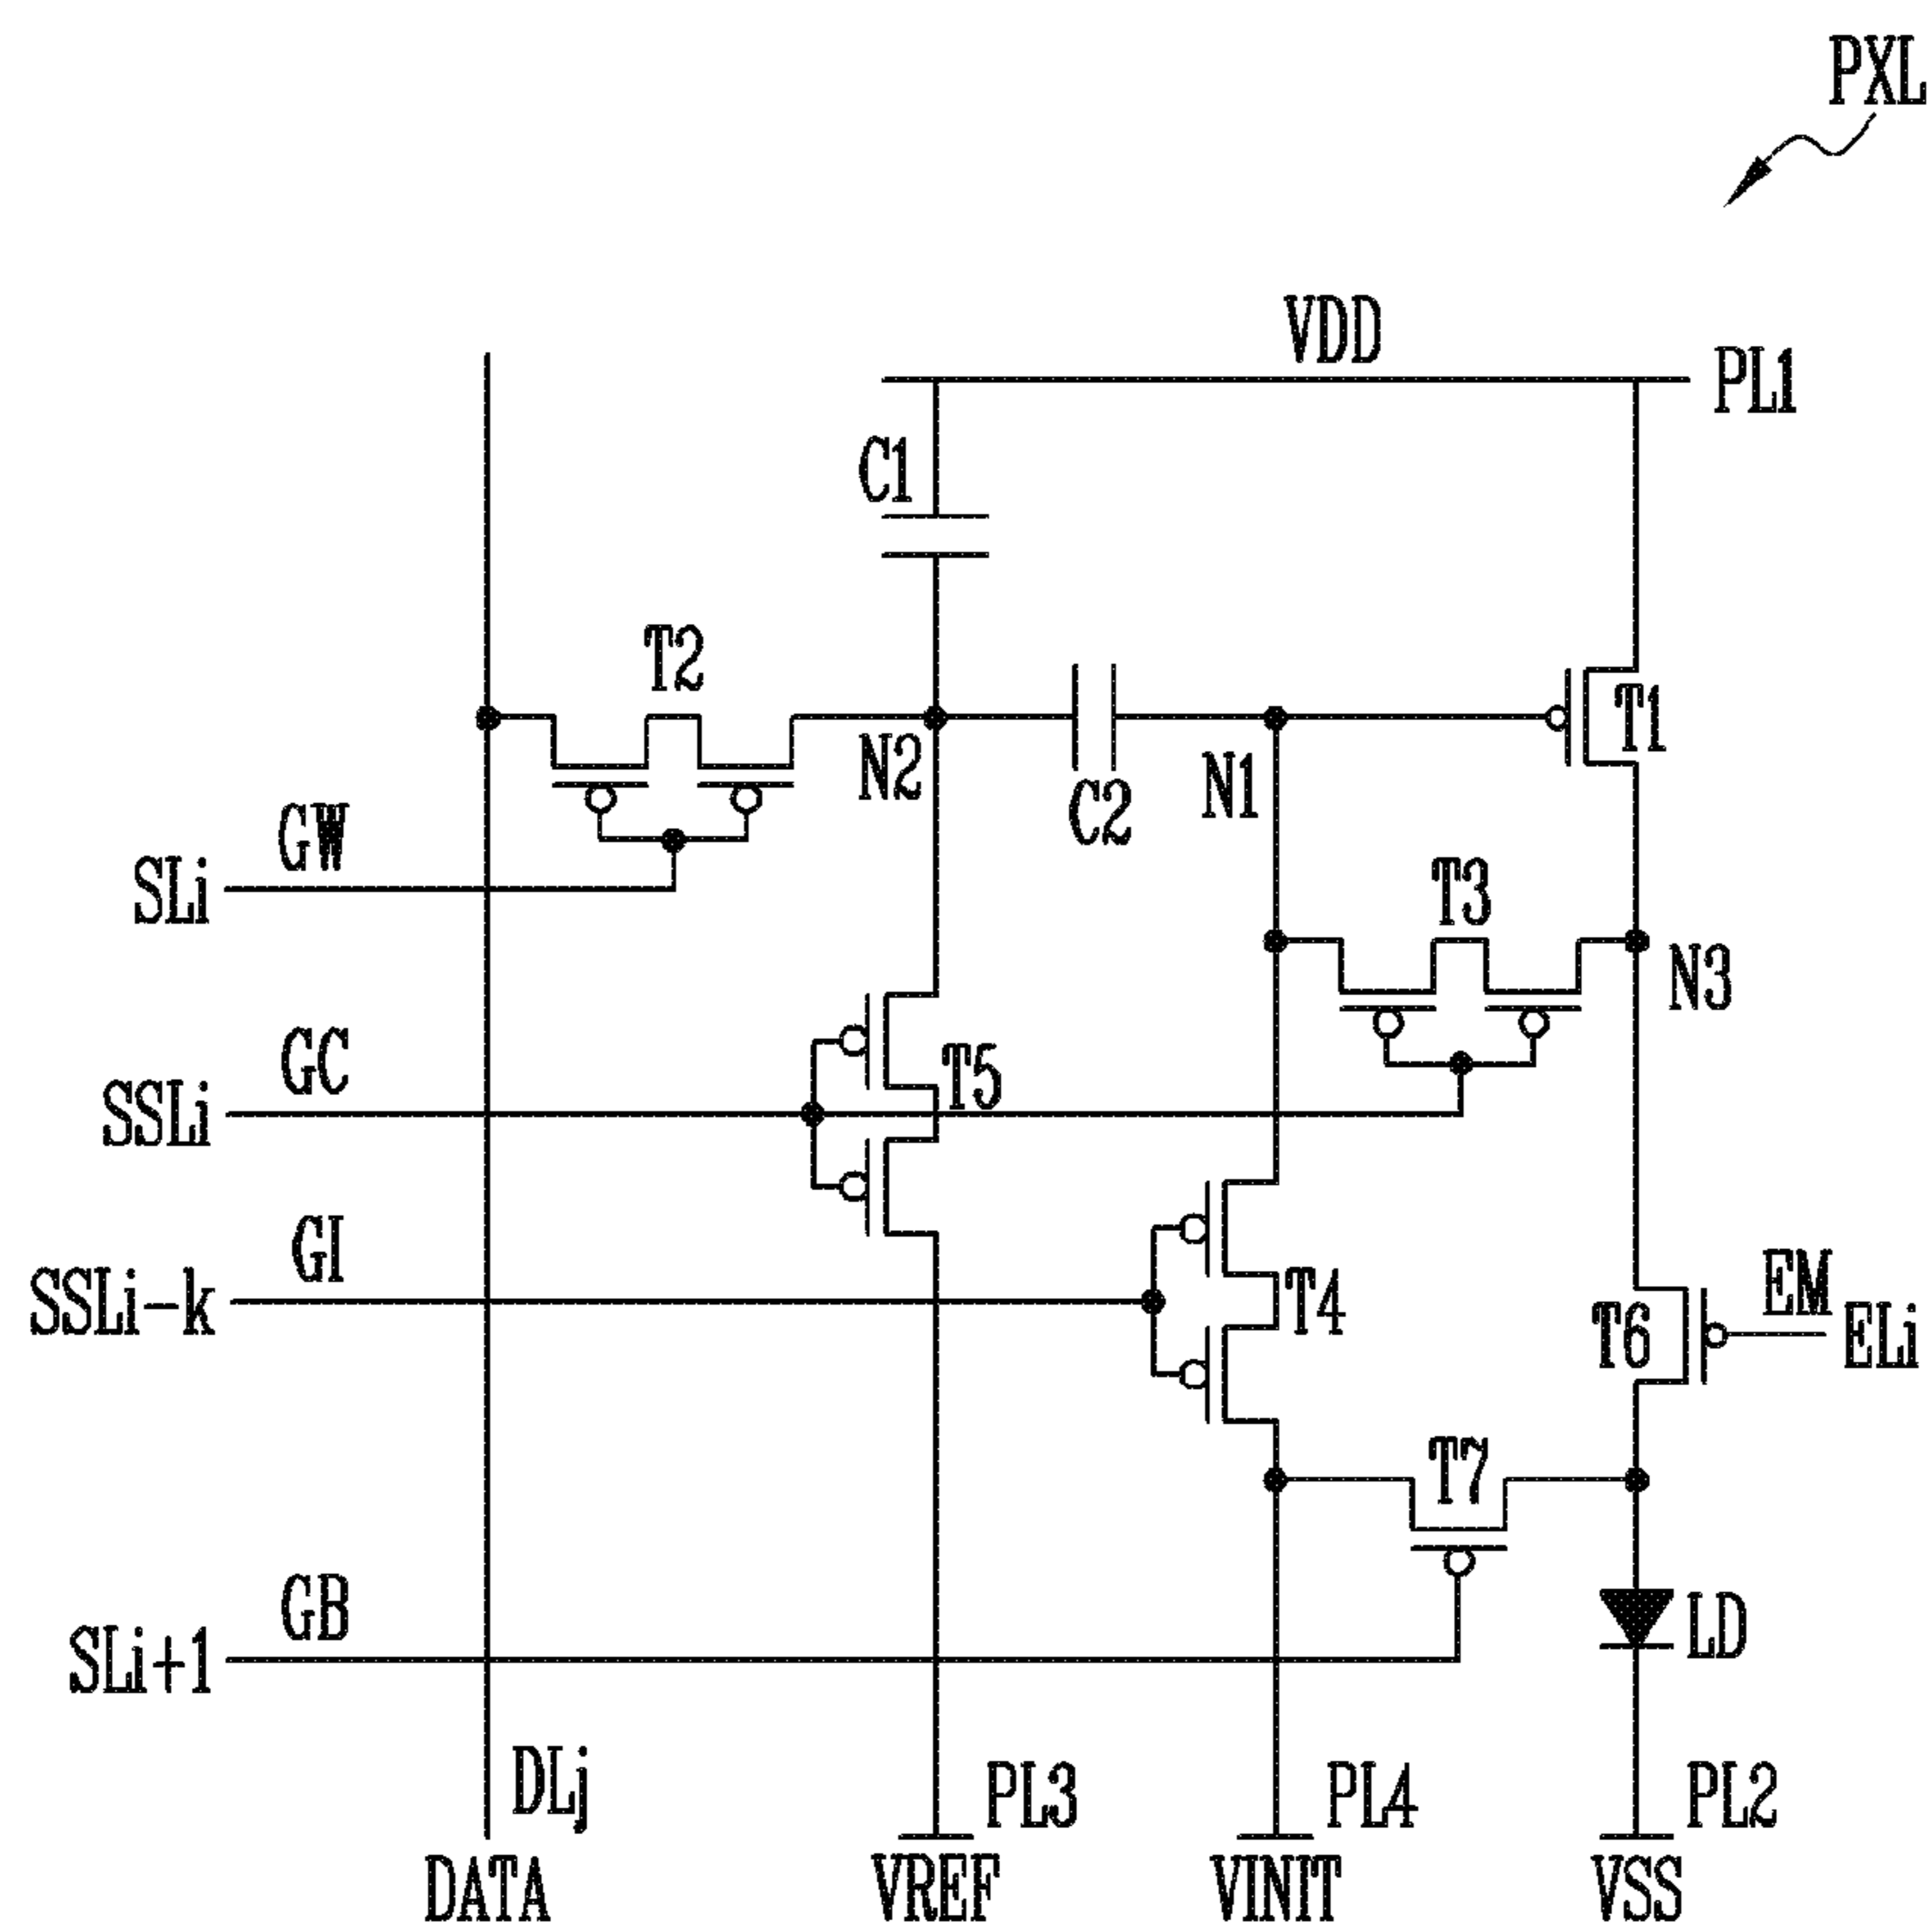 PXL
VDD
PL1
C1
T2
T1
N2
C2
N1
GW
SLi
T3
N3
GC
SSLi
T5
GI
SSLi-k
T4
EM
T6
ELi
T7
GB
SLi+1
LD
DLj
PL3
PL4
PL2
DATA
VREF
VINIT
VSS